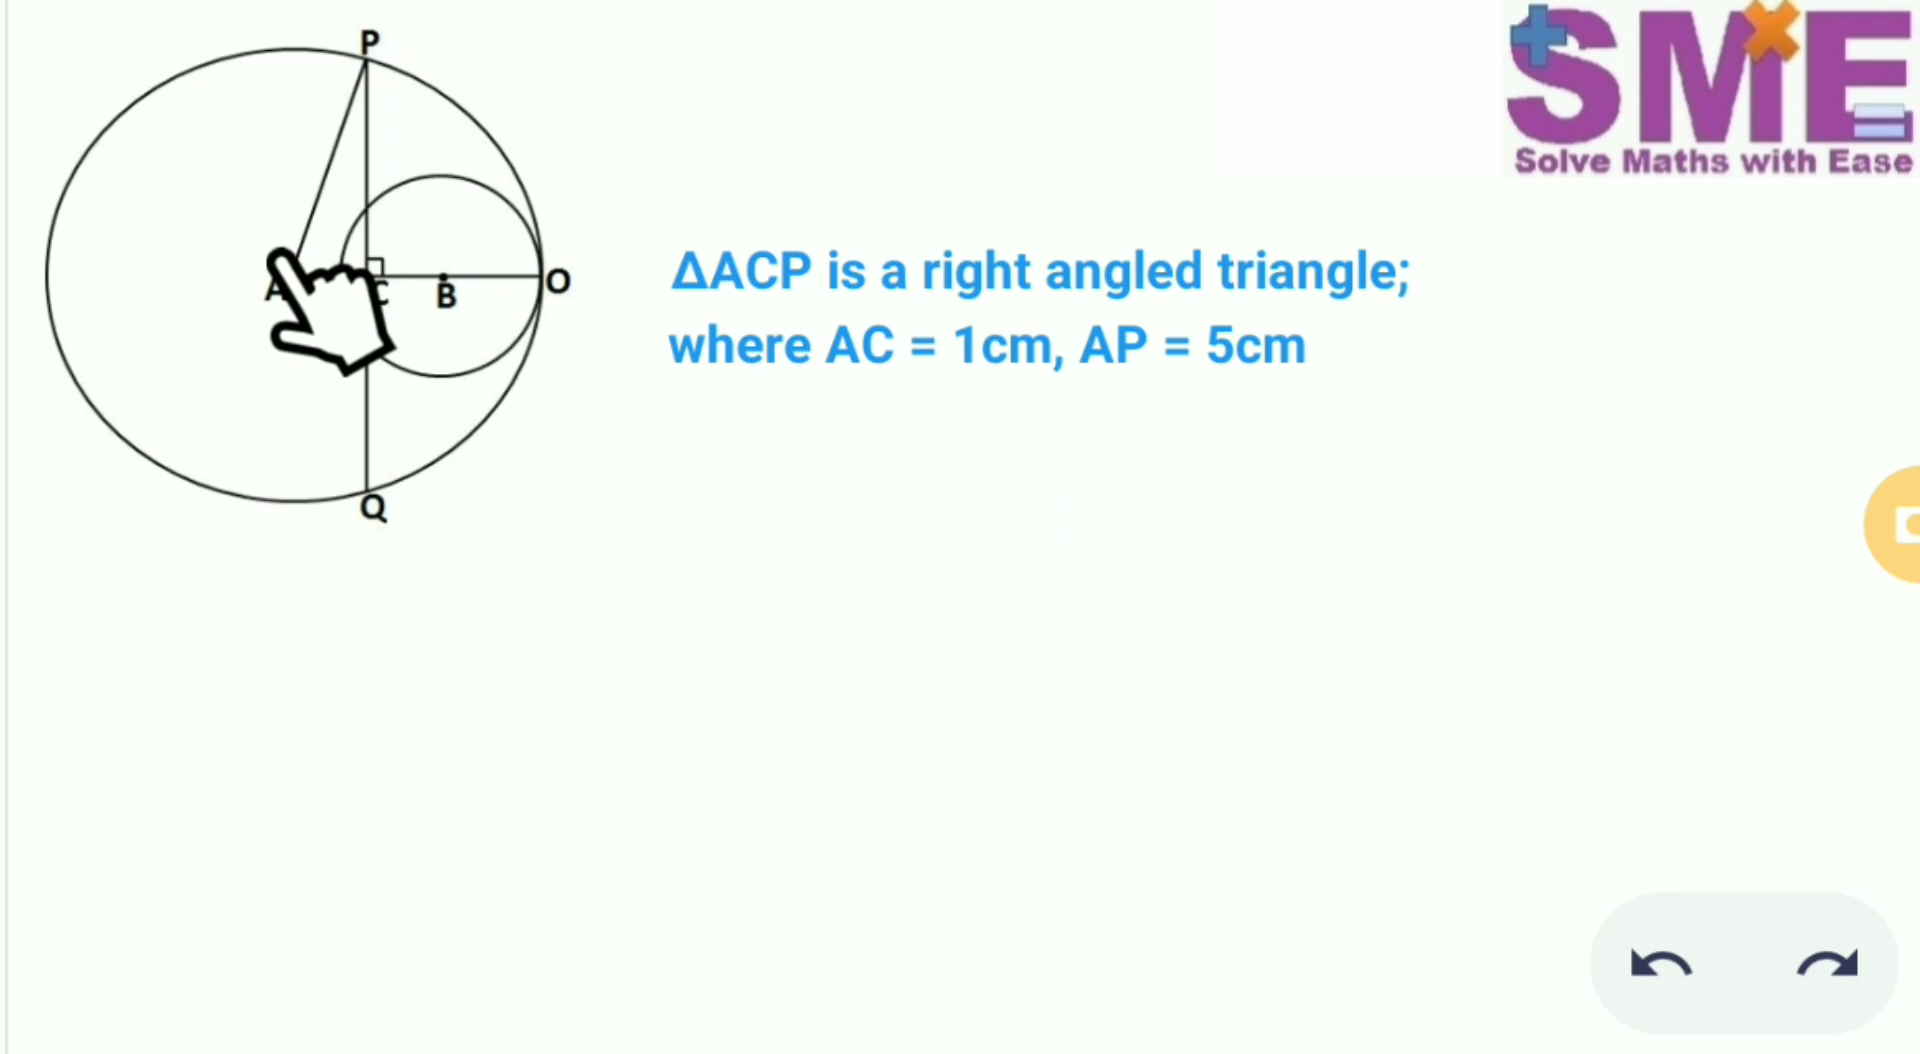 P
SME
Solve Maths with Ease
A C B O
ΔACP is a right angled triangle;
where AC = 1cm, AP = 5cm
Q